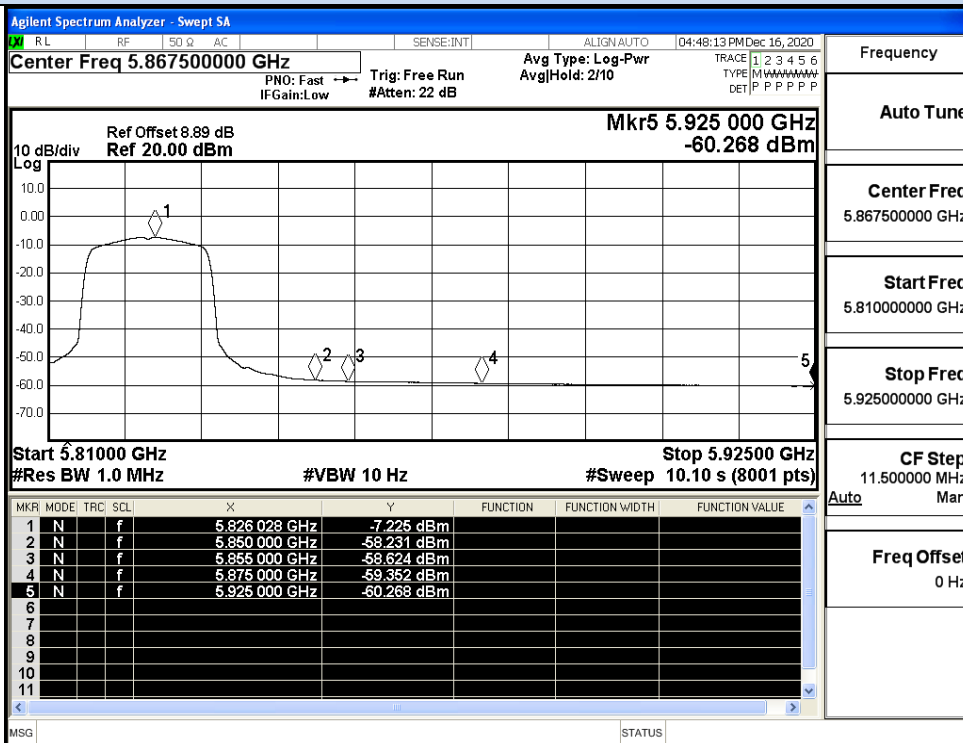 Agilent Spectrum Analyzer - Swept SA
LXI RL RF 50 Ω AC SENSE:INT ALIGNAUTO 04:48:13 PMDec 16, 2020
Center Freq 5.867500000 GHz
PNO: Fast
IFGain:Low
Trig: Free Run
#Atten: 22 dB
Avg Type: Log-Pwr
Avg|Hold: 2/10
TRACE 1 2 3 4 5 6
TYPE M WWWWW
DET P P P P P P
Ref Offset 8.89 dB
Ref 20.00 dBm
10 dB/div
Log
Mkr5 5.925 000 GHz
-60.268 dBm
10.0
0.00
-10.0
-20.0
-30.0
-40.0
-50.0
-60.0
-70.0
1
2
3
4
5
Start 5.81000 GHz
Stop 5.92500 GHz
#Res BW 1.0 MHz
#VBW 10 Hz
#Sweep 10.10 s (8001 pts)
MKR MODE TRC SCL X Y FUNCTION FUNCTION WIDTH FUNCTION VALUE
1 N f 5.826 028 GHz -7.225 dBm
2 N f 5.850 000 GHz -58.231 dBm
3 N f 5.855 000 GHz -58.624 dBm
4 N f 5.875 000 GHz -59.352 dBm
5 N f 5.925 000 GHz -60.268 dBm
6
7
8
9
10
11
MSG STATUS
Frequency
Auto Tune
Center Freq
5.867500000 GHz
Start Freq
5.810000000 GHz
Stop Freq
5.925000000 GHz
CF Step
11.500000 MHz
Auto Man
Freq Offset
0 Hz